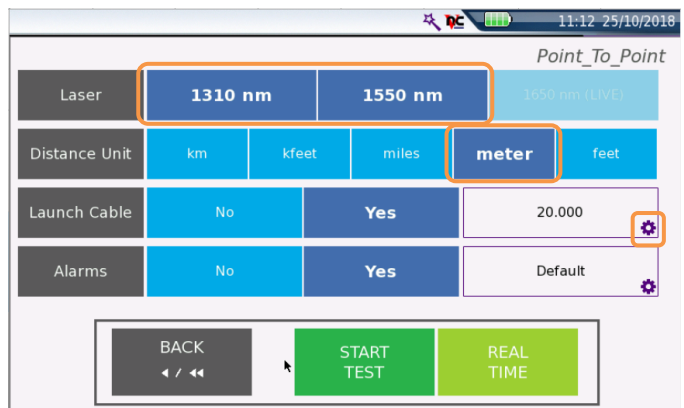 11:12 25/10/2018
Point_To_Point
Laser 1310 nm 1550 nm 1650 nm (LIVE)
Distance Unit km kfeet miles meter feet
Launch Cable No Yes 20.000
Alarms No Yes Default
BACK START REAL
TEST TIME